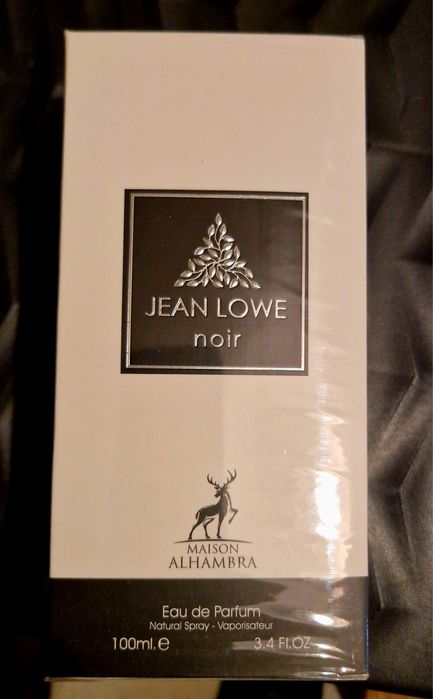 JEAN LOWE
noir
MAISON
ALHAMBRA
Eau de Parfum
Natural Spray - Vaporisateur
100ml. ℮ 3.4 Fl.OZ